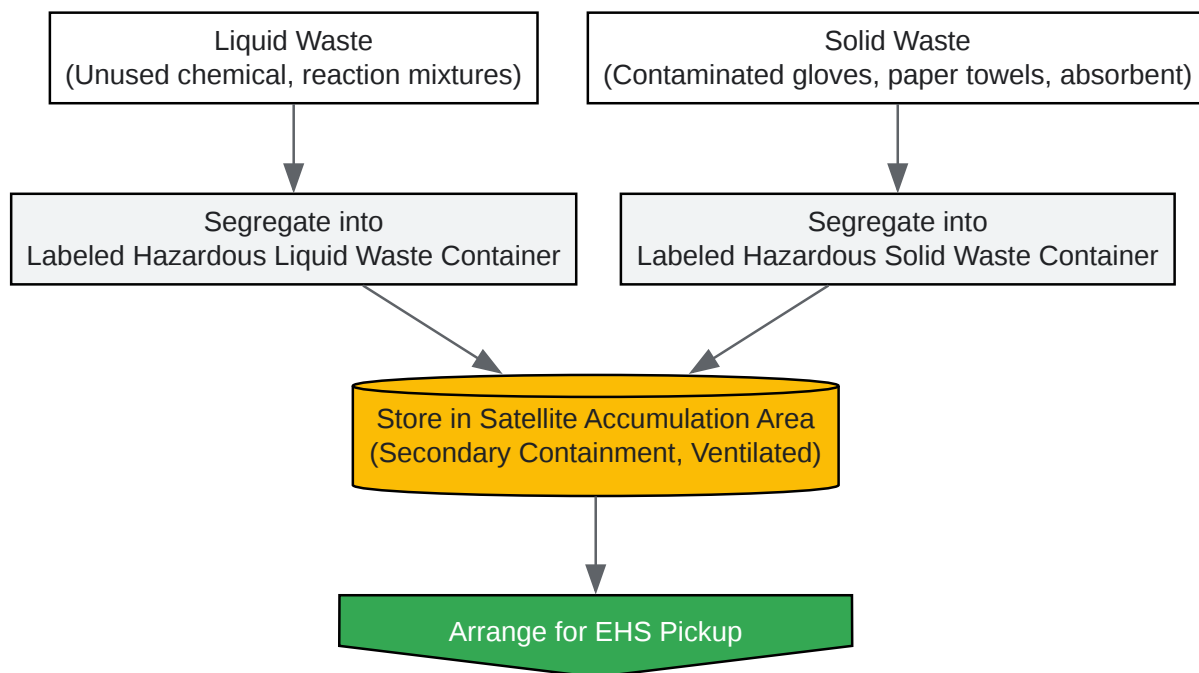 Liquid Waste
(Unused chemical, reaction mixtures)
Solid Waste
(Contaminated gloves, paper towels, absorbent)
Segregate into
Labeled Hazardous Liquid Waste Container
Segregate into
Labeled Hazardous Solid Waste Container
Store in Satellite Accumulation Area
(Secondary Containment, Ventilated)
Arrange for EHS Pickup